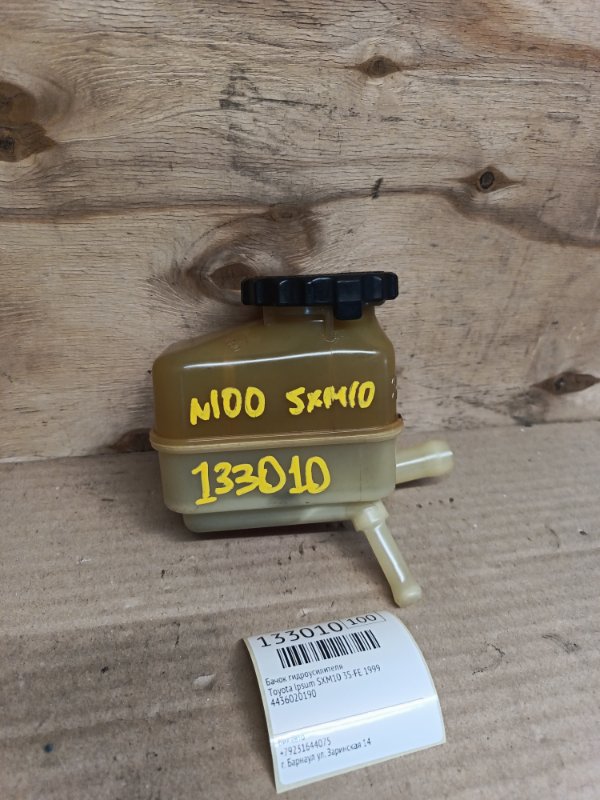 N100 SXM10
133010
133010 100
Бачок гидроусилителя
Toyota Ipsum SXM10 3S-FE 1999
4436020190
+79231644075
г. Барнаул ул. Заринская 14